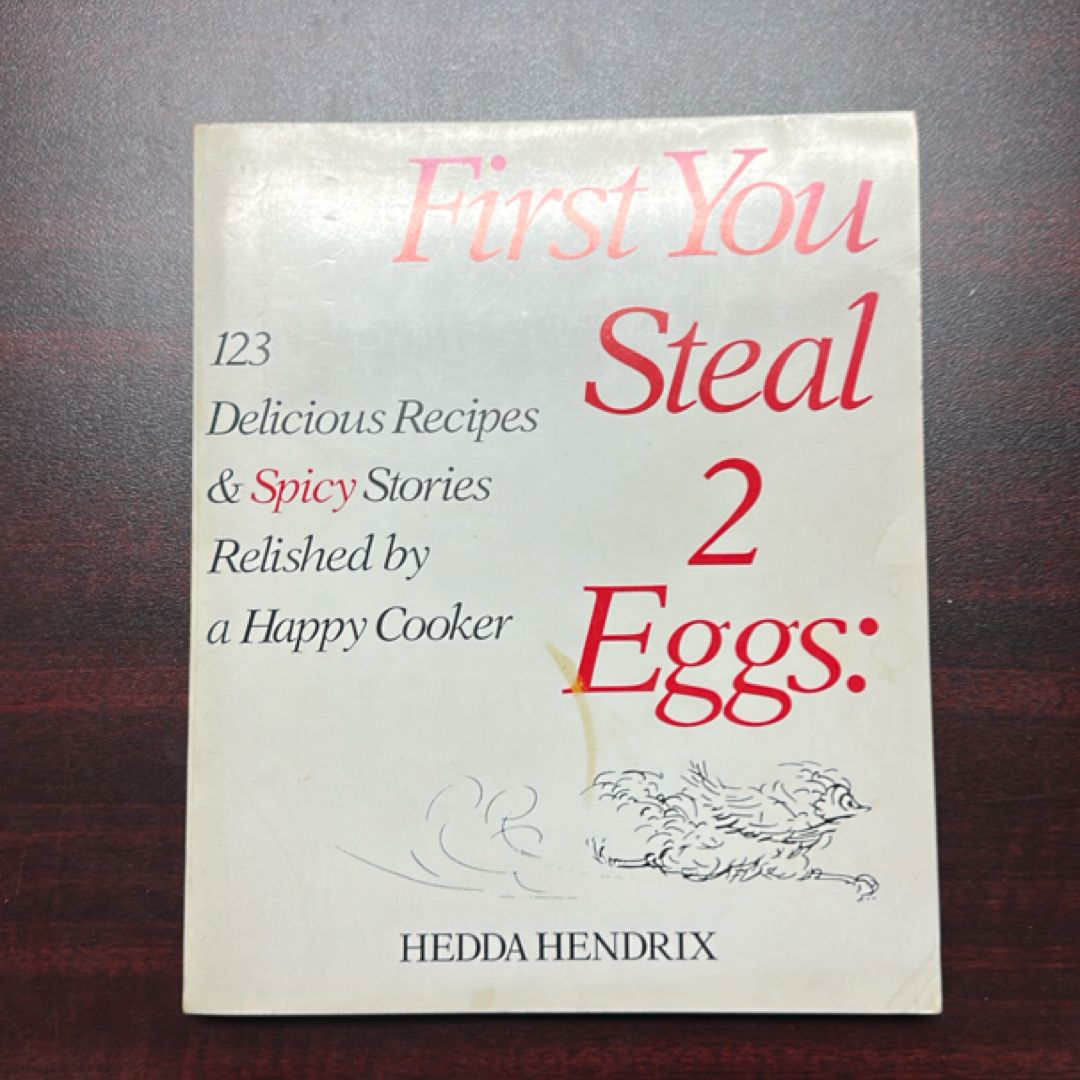 First You
Steal
2
Eggs:
123
Delicious Recipes
& Spicy Stories
Relished by
a Happy Cooker
HEDDA HENDRIX